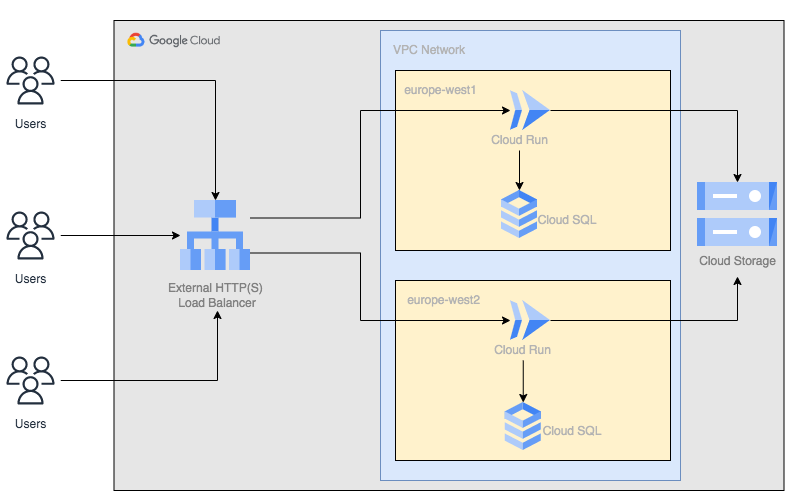 Google Cloud
VPC Network
Users
europe-west1
Cloud Run
Cloud SQL
Users
External HTTP(S)
Load Balancer
Cloud Storage
europe-west2
Cloud Run
Users
Cloud SQL